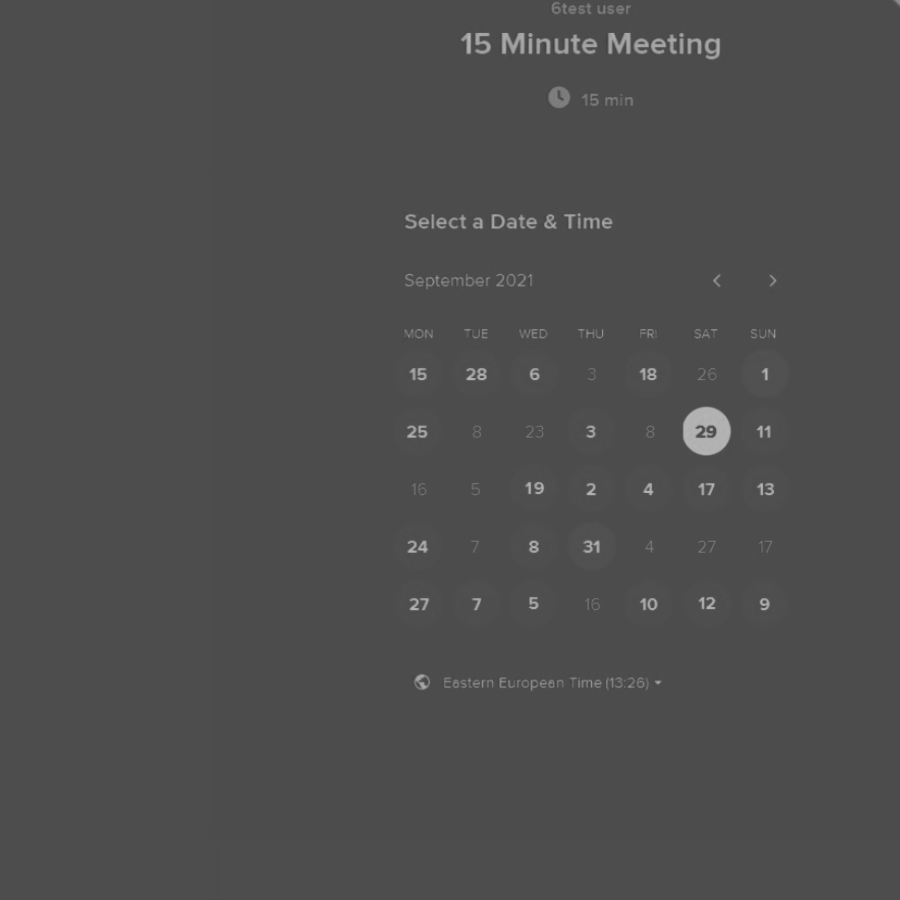 6test user
15 Minute Meeting
15 min
Select a Date & Time
September 2021
MON TUE WED THU FRI SAT SUN
15 28 6 3 18 26 1
25 8 23 3 8 29 11
16 5 19 2 4 17 13
24 7 8 31 4 27 17
27 7 5 16 10 12 9
Eastern European Time (13:26)